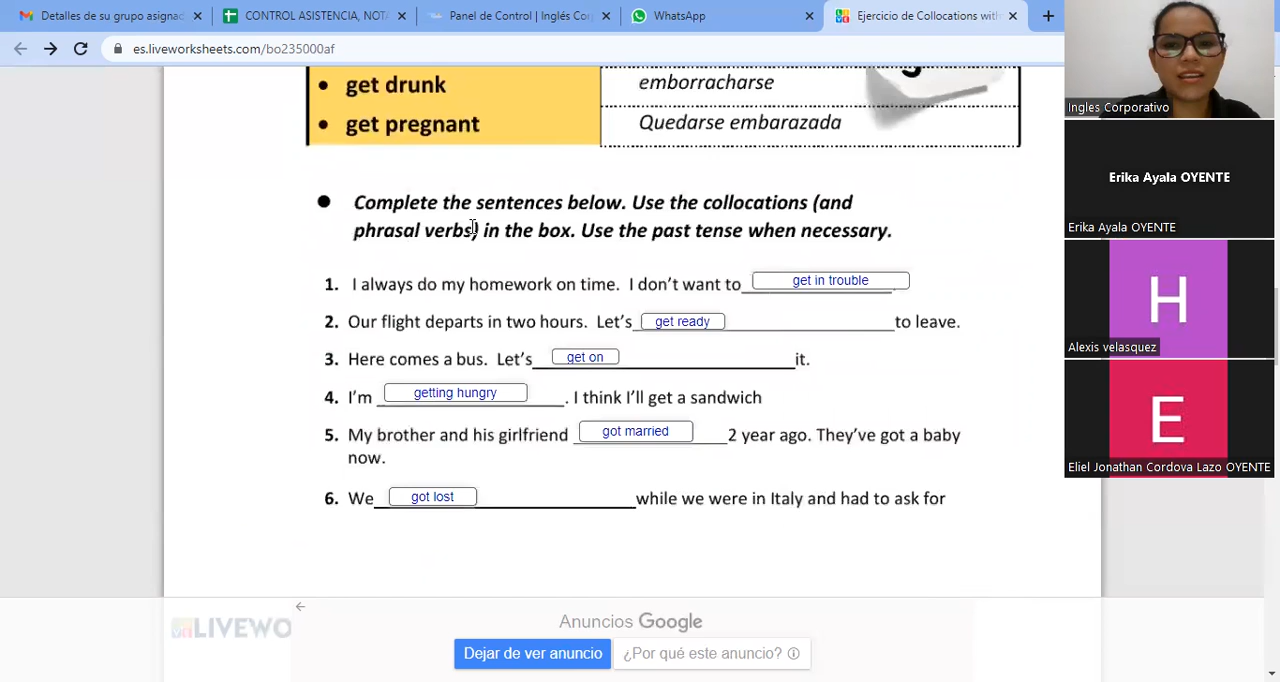 Detalles de su grupo asignad
CONTROL ASISTENCIA, NOTA
Panel de Control | Inglés Corp
WhatsApp
Ejercicio de Collocations with
es.liveworksheets.com/bo235000af
get drunk
emborracharse
get pregnant
Quedarse embarazada
Complete the sentences below. Use the collocations (and
phrasal verbs) in the box. Use the past tense when necessary.
1. I always do my homework on time. I don't want to get in trouble.
2. Our flight departs in two hours. Let's get ready to leave.
3. Here comes a bus. Let's get on it.
4. I'm getting hungry. I think I'll get a sandwich
5. My brother and his girlfriend got married 2 year ago. They've got a baby
now.
6. We got lost while we were in Italy and had to ask for
LIVEWO
Anuncios Google
Dejar de ver anuncio
¿Por qué este anuncio?
Ingles Corporativo
Erika Ayala OYENTE
Erika Ayala OYENTE
H
Alexis velasquez
E
Eliel Jonathan Cordova Lazo OYENTE